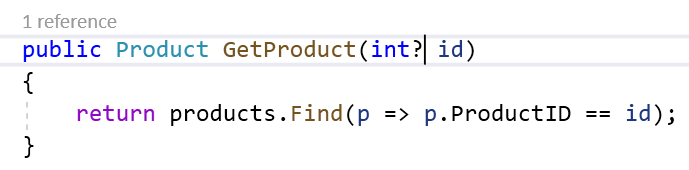 1 reference
public Product GetProduct(int? id)
{
    return products.Find(p => p.ProductID == id);
}